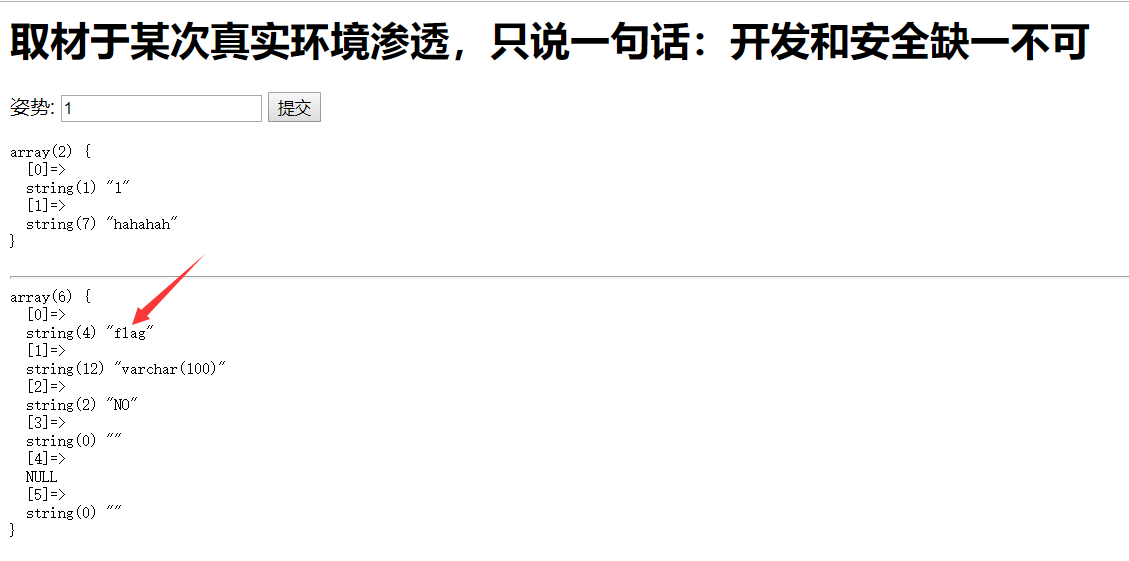 取材于某次真实环境渗透，只说一句话：开发和安全缺一不可
姿势: 1 提交
array(2) {
  [0]=>
  string(1) "1"
  [1]=>
  string(7) "hahahah"
}
array(6) {
  [0]=>
  string(4) "flag"
  [1]=>
  string(12) "varchar(100)"
  [2]=>
  string(2) "NO"
  [3]=>
  string(0) ""
  [4]=>
  NULL
  [5]=>
  string(0) ""
}